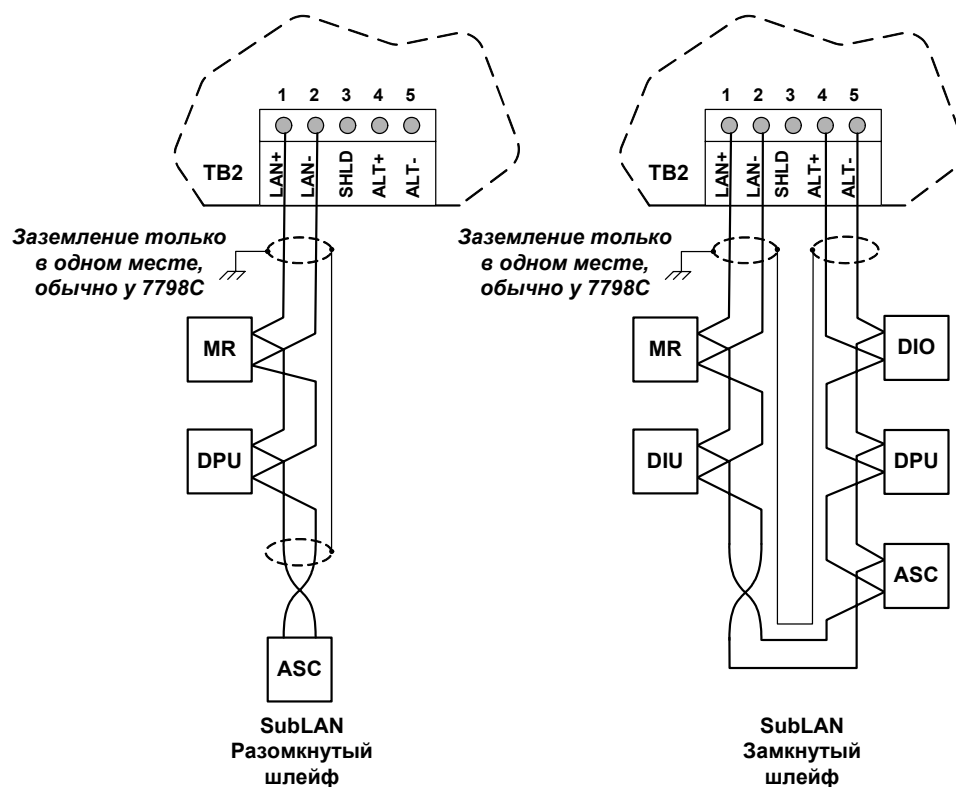 1 2 3 4 5
TB2
LAN+
LAN-
SHLD
ALT+
ALT-
Заземление только
в одном месте,
обычно у 7798С
MR
DPU
ASC
SubLAN
Разомкнутый
шлейф
1 2 3 4 5
TB2
LAN+
LAN-
SHLD
ALT+
ALT-
Заземление только
в одном месте,
обычно у 7798С
MR
DIO
DIU
DPU
ASC
SubLAN
Замкнутый
шлейф